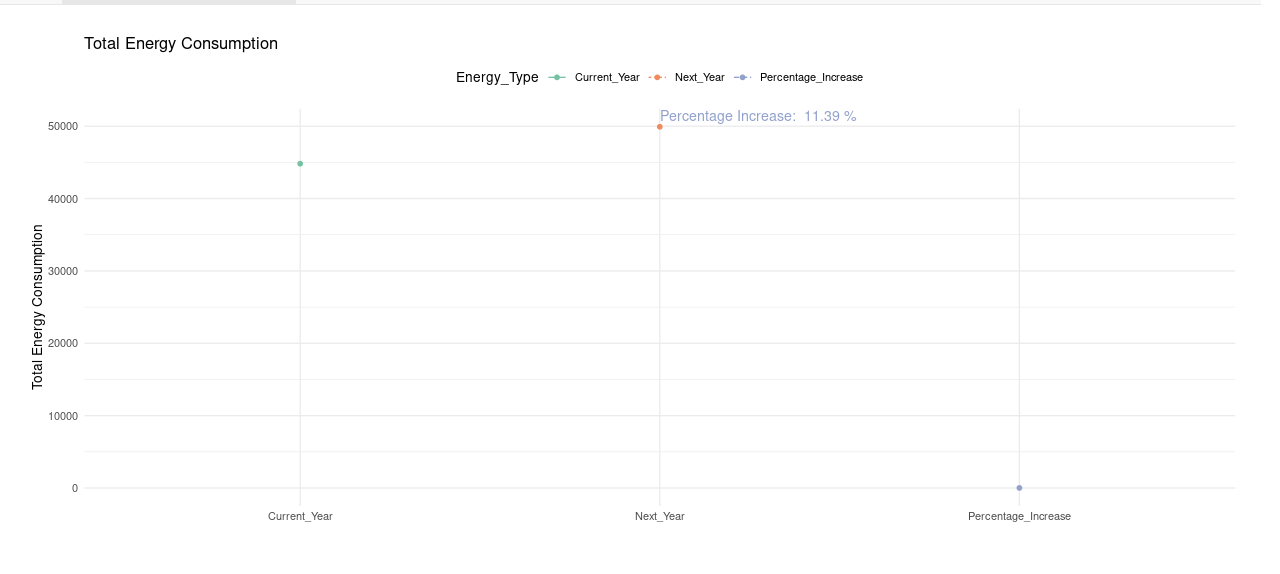 Total Energy Consumption
Energy_Type Current_Year Next_Year Percentage_Increase
Percentage Increase:  11.39 %
50000
40000
30000
20000
10000
0
Total Energy Consumption
Current_Year Next_Year Percentage_Increase